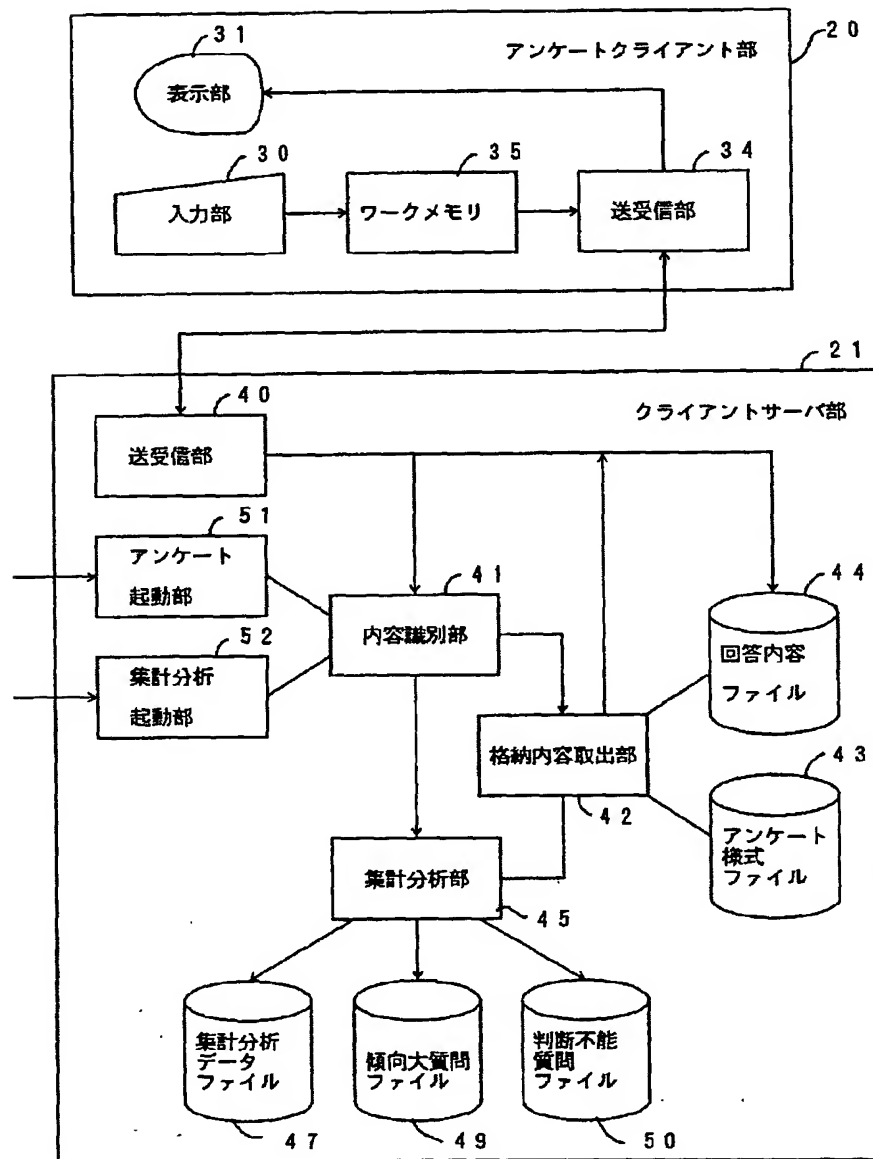 31
20
アンケートクライアント部
表示部
30
35
34
入力部
ワークメモリ
送受信部
21
40
クライアントサーバ部
送受信部
51
アンケート
起動部
41
44
52
内容識別部
回答内容
ファイル
集計分析
起動部
格納内容取出部
43
42
アンケート
様式
ファイル
集計分析部
45
集計分析
データ
ファイル
傾向大質問
ファイル
判断不能
質問
ファイル
47
49
50